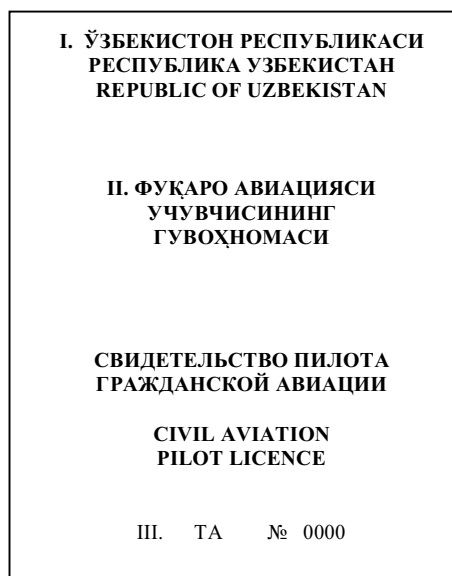 I. ЎЗБЕКИСТОН РЕСПУБЛИКАСИ
РЕСПУБЛИКА УЗБЕКИСТАН
REPUBLIC OF UZBEKISTAN
II. ФУҚАРО АВИАЦИЯСИ
УЧУВЧИСИНИНГ
ГУВОҲНОМАСИ
СВИДЕТЕЛЬСТВО ПИЛОТА
ГРАЖДАНСКОЙ АВИАЦИИ
CIVIL AVIATION
PILOT LICENCE
III. ТА № 0000